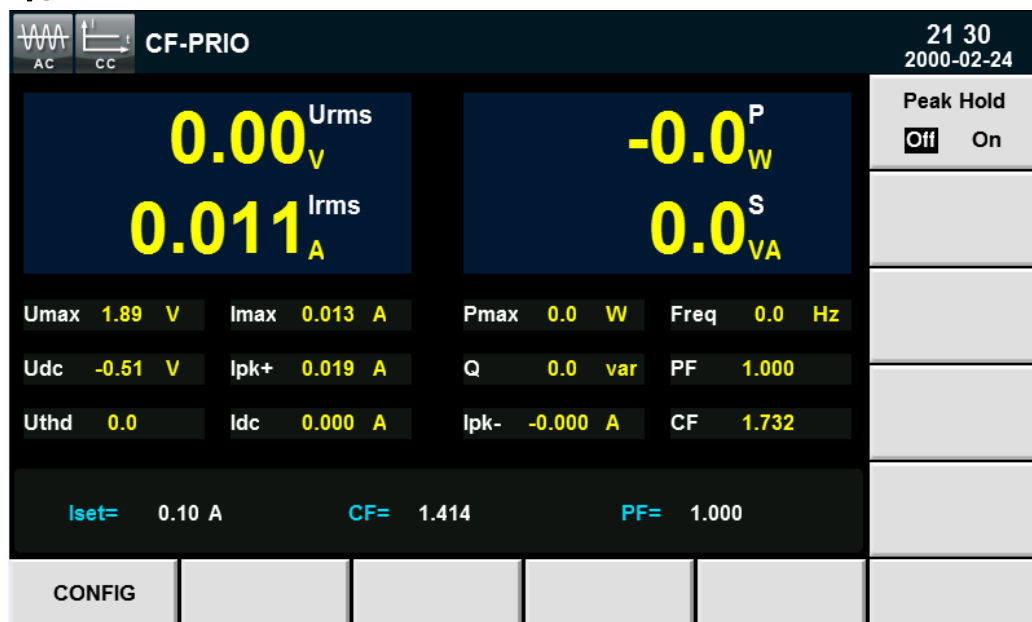 AC CC CF-PRIO 21 30
2000-02-24
Peak Hold
Off On
0.00 Urms V -0.0 P W
0.011 Irms A 0.0 S VA
Umax 1.89 V Imax 0.013 A Pmax 0.0 W Freq 0.0 Hz
Udc -0.51 V Ipk+ 0.019 A Q 0.0 var PF 1.000
Uthd 0.0 Idc 0.000 A Ipk- -0.000 A CF 1.732
Iset= 0.10 A CF= 1.414 PF= 1.000
CONFIG